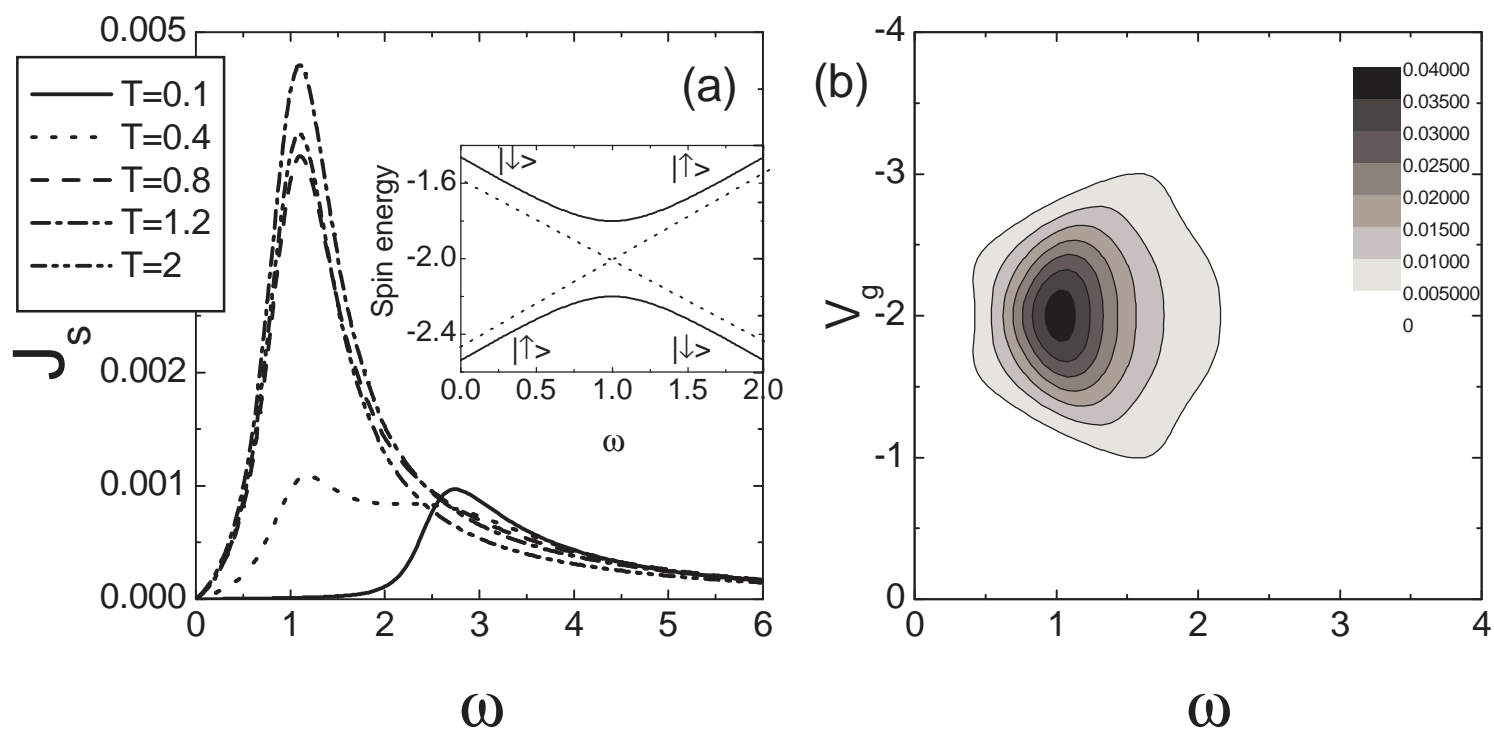 0.005
T=0.1
T=0.4
T=0.8
T=1.2
T=2
(a)
J_s
0.002
0.001
0.000
0 1 2 3 4 5 6
ω
Spin energy
-1.6
-2.0
-2.4
|↓>
|↑>
|↑>
|↓>
0.0 0.5 1.0 1.5 2.0
ω
(b)
-4
-3
-2
-1
0
V_g
0.04000
0.03500
0.03000
0.02500
0.02000
0.01500
0.01000
0.005000
0
0 1 2 3 4
ω